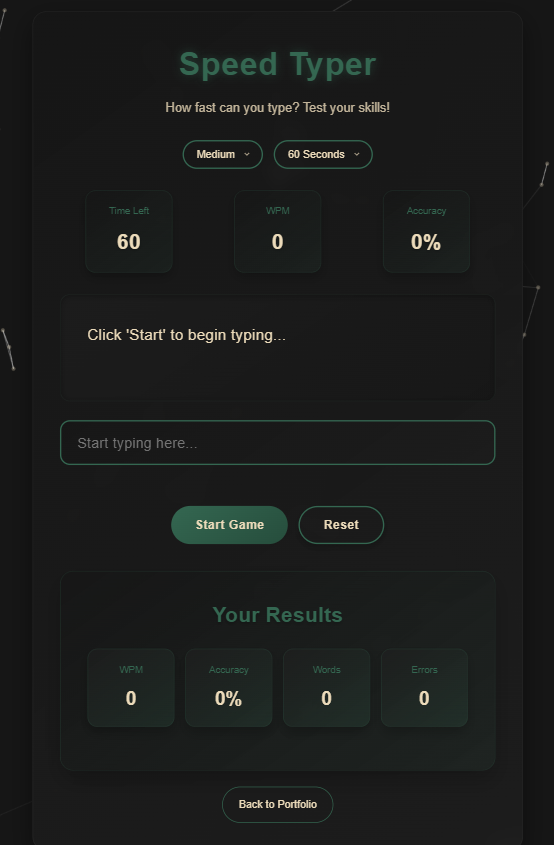 Speed Typer
How fast can you type? Test your skills!
Medium 60 Seconds
Time Left WPM Accuracy
60 0 0%
Click 'Start' to begin typing...
Start typing here...
Start Game Reset
Your Results
WPM Accuracy Words Errors
0 0% 0 0
Back to Portfolio